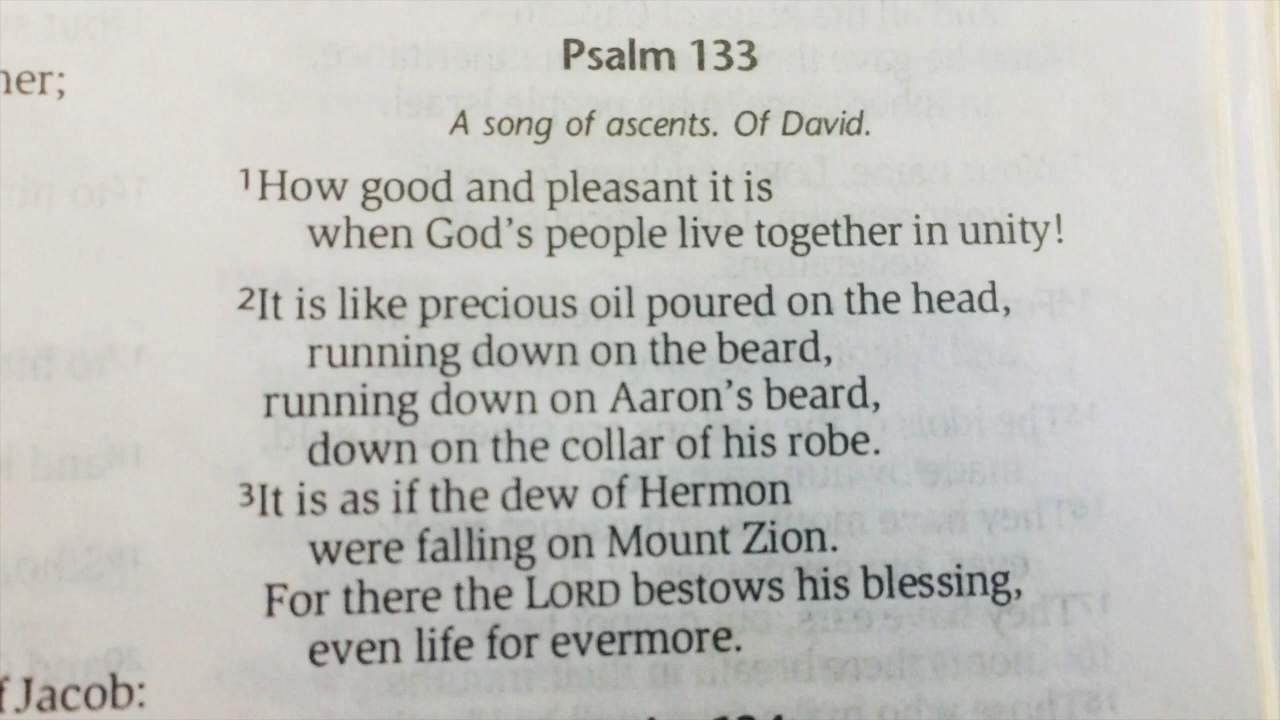 Psalm 133
A song of ascents. Of David.
1How good and pleasant it is
when God's people live together in unity!
2It is like precious oil poured on the head,
running down on the beard,
running down on Aaron's beard,
down on the collar of his robe.
3It is as if the dew of Hermon
were falling on Mount Zion.
For there the LORD bestows his blessing,
even life for evermore.
Jacob: